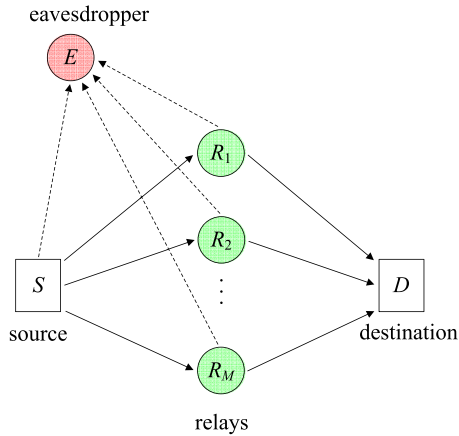 eavesdropper
E
R1
R2
S
D
source
destination
RM
relays